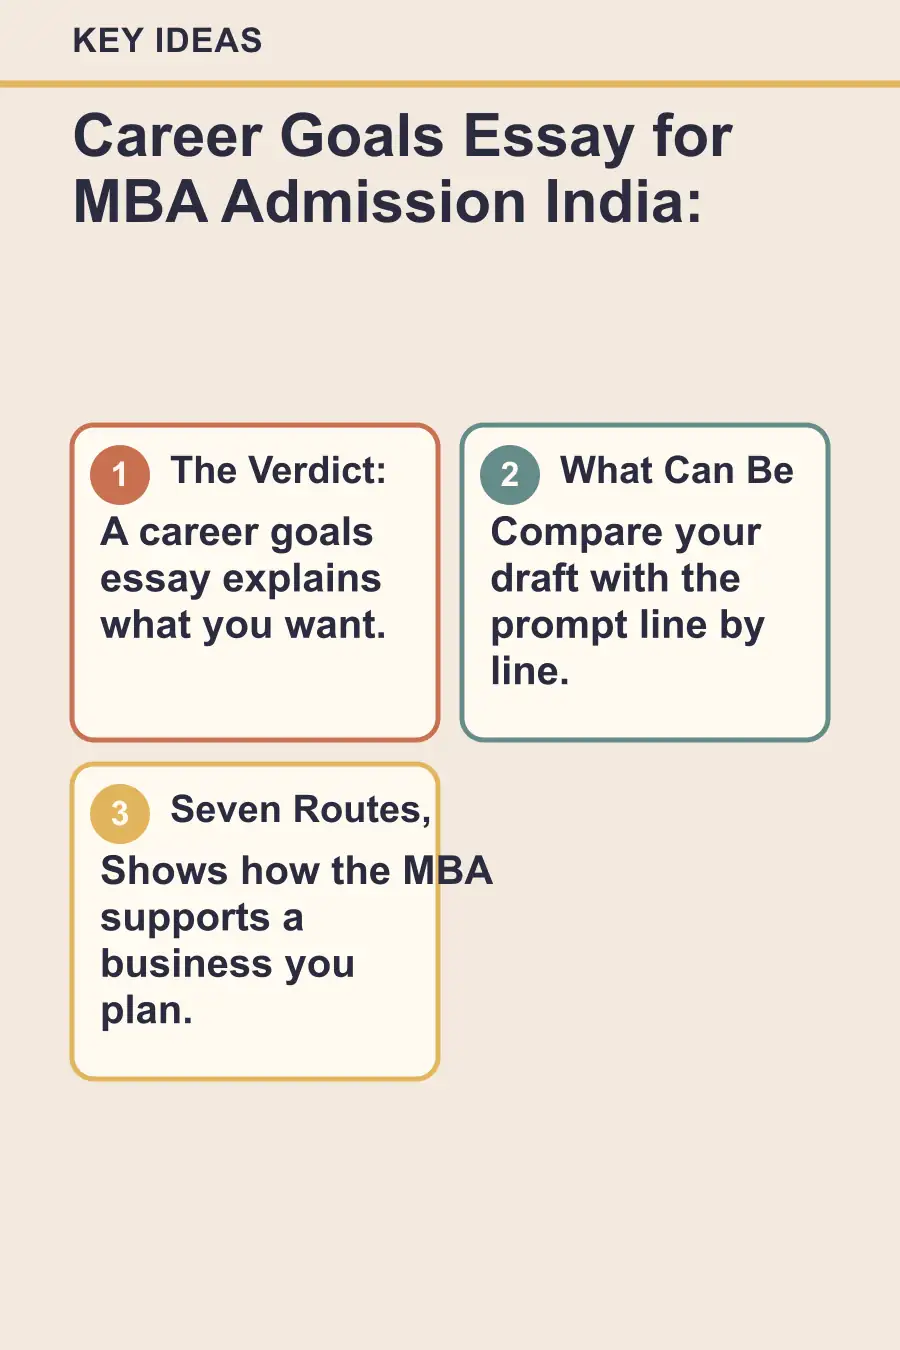 KEY IDEAS
Career Goals Essay for
MBA Admission India:
1 The Verdict:
A career goals
essay explains
what you want.
2 What Can Be
Compare your
draft with the
prompt line by
line.
3 Seven Routes,
Shows how the MBA
supports a
business you
plan.